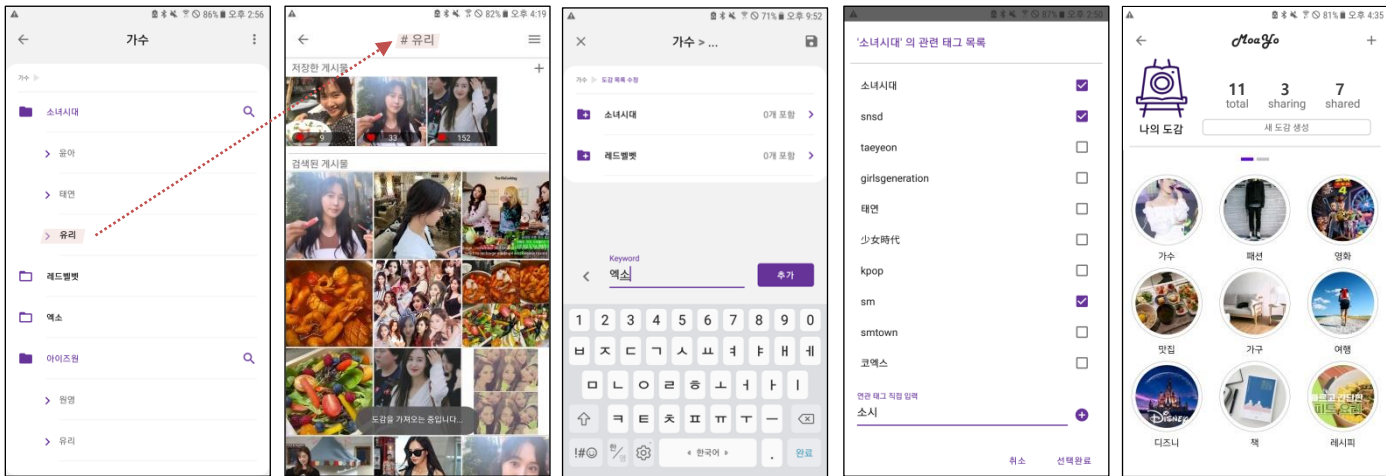 86% 오후 2:56
가수
가수
소녀시대
윤아
태연
유리
레드벨벳
엑소
아이즈원
원영
유리
82% 오후 4:19
# 유리
저장한 게시물
9
33
152
검색된 게시물
도감을 가져오는 중입니다...
71% 오후 9:52
가수 > ...
가수 도감 목록 수정
소녀시대 0개 포함
레드벨벳 0개 포함
Keyword
엑소
추가
1 2 3 4 5 6 7 8 9 0
ㅂ ㅈ ㄷ ㄱ ㅅ ㅛ ㅕ ㅑ ㅐ ㅔ
ㅁ ㄴ ㅇ ㄹ ㅎ ㅗ ㅓ ㅏ ㅣ
ㅋ ㅌ ㅊ ㅍ ㅠ ㅜ ㅡ
!#☺ 한/영 한국어 . 완료
87% 오후 2:50
'소녀시대' 의 관련 태그 목록
소녀시대
snsd
taeyeon
girlsgeneration
태연
少女時代
kpop
sm
smtown
코엑스
연관 태그 직접 입력
소시
취소 선택완료
81% 오후 4:35
MoaYo
11 3 7
total sharing shared
나의 도감
새 도감 생성
가수 패션 영화
맛집 가구 여행
DISNEY
디즈니 책 레시피